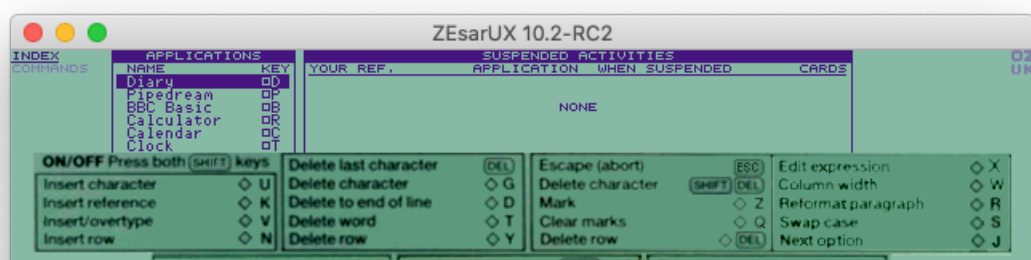 ZEsarUX 10.2-RC2
INDEX
COMMANDS
APPLICATIONS
NAME KEY
Diary □D
Pipedream □P
BBC Basic □B
Calculator □R
Calendar □C
Clock □T
SUSPENDED ACTIVITIES
YOUR REF. APPLICATION WHEN SUSPENDED CARDS
NONE
OZ
UK
ON/OFF Press both SHIFT keys
Insert character ◇ U
Insert reference ◇ K
Insert/overtype ◇ V
Insert row ◇ N
Delete last character DEL
Delete character ◇ G
Delete to end of line ◇ D
Delete word ◇ T
Delete row ◇ Y
Escape (abort) ESC
Delete character SHIFT DEL
Mark ◇ Z
Clear marks ◇ Q
Delete row ◇ DEL
Edit expression ◇ X
Column width ◇ W
Reformat paragraph ◇ R
Swap case ◇ S
Next option ◇ J